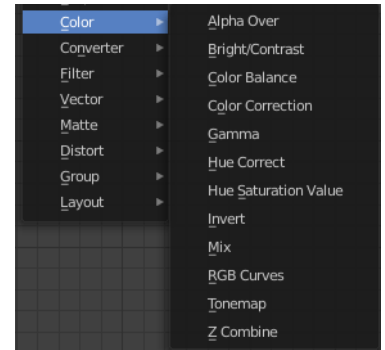 Color
Converter
Filter
Vector
Matte
Distort
Group
Layout
Alpha Over
Bright/Contrast
Color Balance
Color Correction
Gamma
Hue Correct
Hue Saturation Value
Invert
Mix
RGB Curves
Tonemap
Z Combine